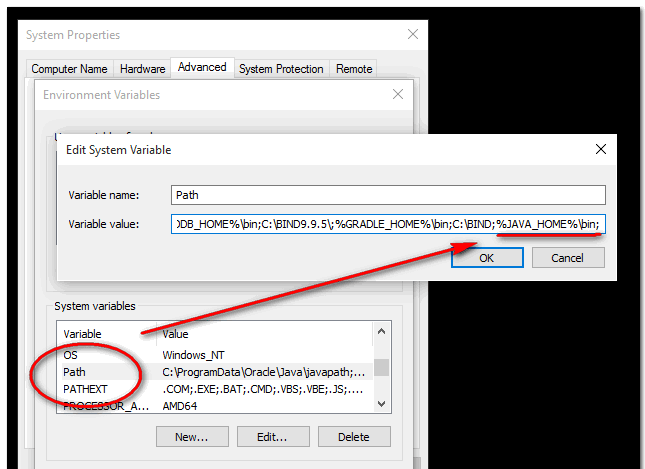 System Properties
Computer Name Hardware Advanced System Protection Remote
Environment Variables
Edit System Variable
Variable name: Path
Variable value: DDB_HOME%\bin;C:\BIND9.9.5\;%GRADLE_HOME%\bin;C:\BIND;%JAVA_HOME%\bin;
OK Cancel
System variables
Variable Value
OS Windows_NT
Path C:\ProgramData\Oracle\Java\javapath;...
PATHEXT .COM;.EXE;.BAT;.CMD;.VBS;.VBE;.JS;....
PROCESSOR_A... AMD64
New... Edit... Delete